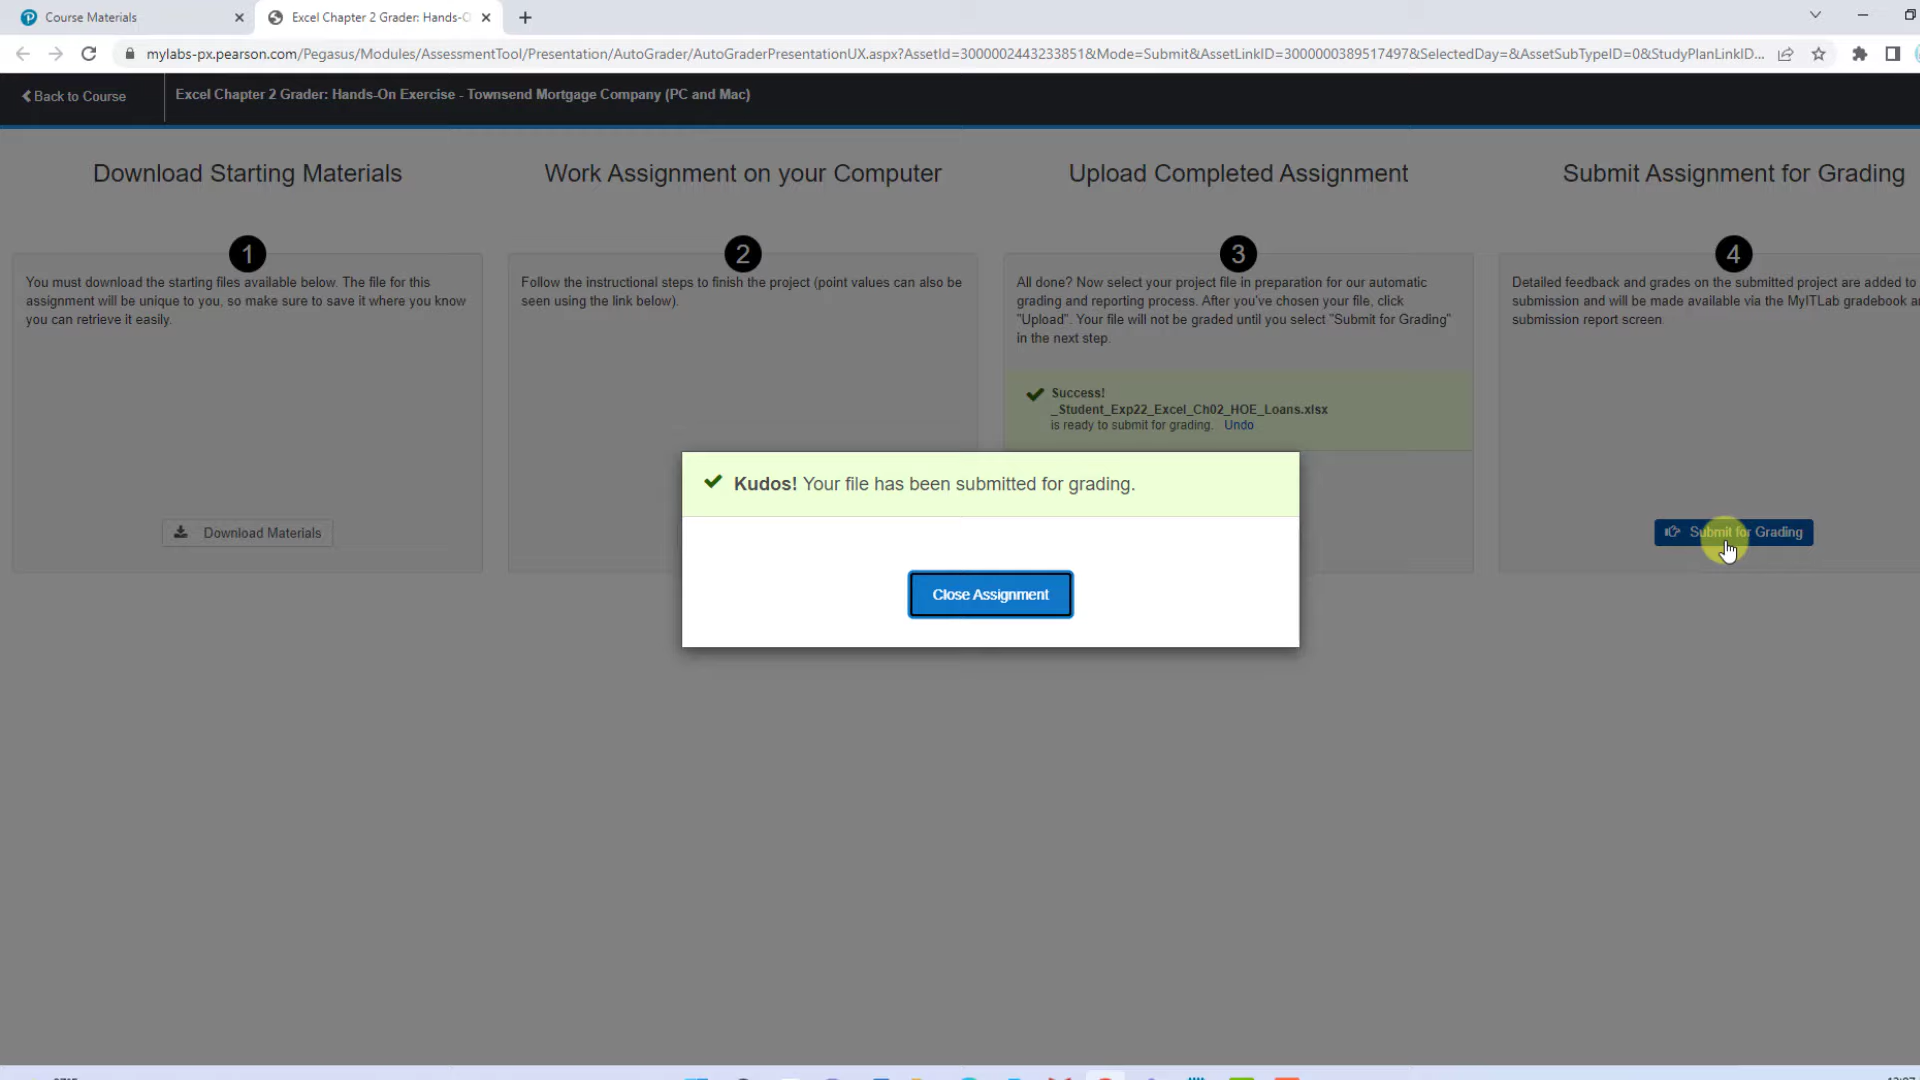 Course Materials
Excel Chapter 2 Grader: Hands-O
mylabs-px.pearson.com/Pegasus/Modules/AssessmentTool/Presentation/AutoGrader/AutoGraderPresentationUX.aspx?AssetId=3000002443233851&Mode=Submit&AssetLinkID=3000000389517497&SelectedDay=&AssetSubTypeID=0&StudyPlanLinkID...
Back to Course
Excel Chapter 2 Grader: Hands-On Exercise - Townsend Mortgage Company (PC and Mac)
Download Starting Materials
1
You must download the starting files available below. The file for this
assignment will be unique to you, so make sure to save it where you know
you can retrieve it easily.
Download Materials
Work Assignment on your Computer
2
Follow the instructional steps to finish the project (point values can also be
seen using the link below).
Upload Completed Assignment
3
All done? Now select your project file in preparation for our automatic
grading and reporting process. After you've chosen your file, click
"Upload". Your file will not be graded until you select "Submit for Grading"
in the next step.
Success!
_Student_Exp22_Excel_Ch02_HOE_Loans.xlsx
is ready to submit for grading. Undo
Submit Assignment for Grading
4
Detailed feedback and grades on the submitted project are added to
submission and will be made available via the MyITLab gradebook a
submission report screen.
Submit for Grading
Kudos! Your file has been submitted for grading.
Close Assignment